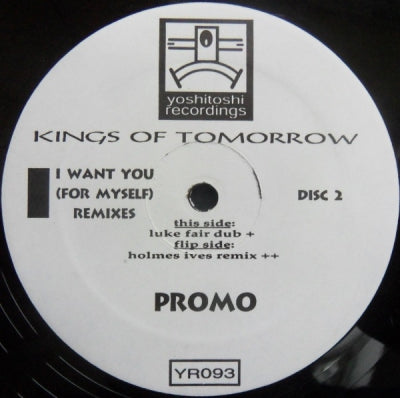 yoshitoshi
recordings
KINGS OF TOMORROW
I WANT YOU
(FOR MYSELF)
REMIXES
DISC 2
this side:
luke fair dub +
flip side:
holmes ives remix ++
PROMO
YR093